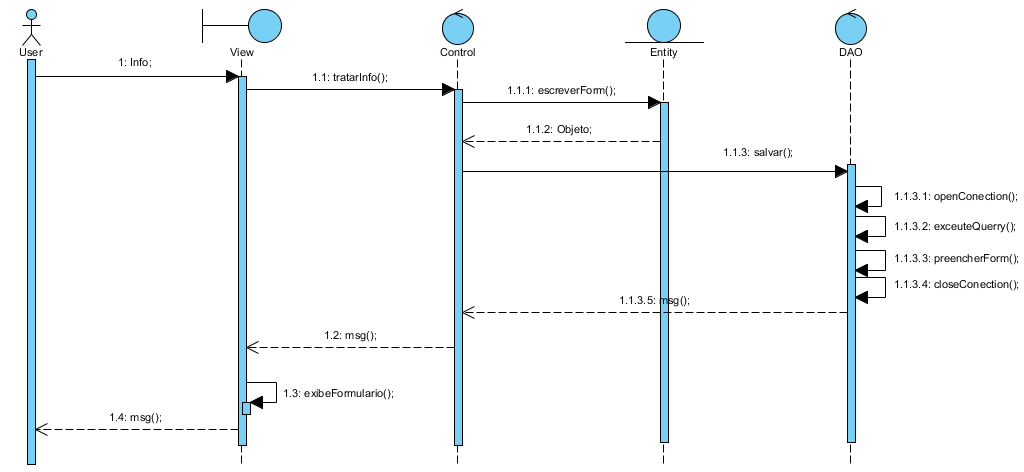 User
View
Control
Entity
DAO
1: Info;
1.1: tratarInfo();
1.1.1: escreverForm();
1.1.2: Objeto;
1.1.3: salvar();
1.1.3.1: openConection();
1.1.3.2: exceuteQuerry();
1.1.3.3: preencherForm();
1.1.3.4: closeConection();
1.1.3.5: msg();
1.2: msg();
1.3: exibeFormulario();
1.4: msg();